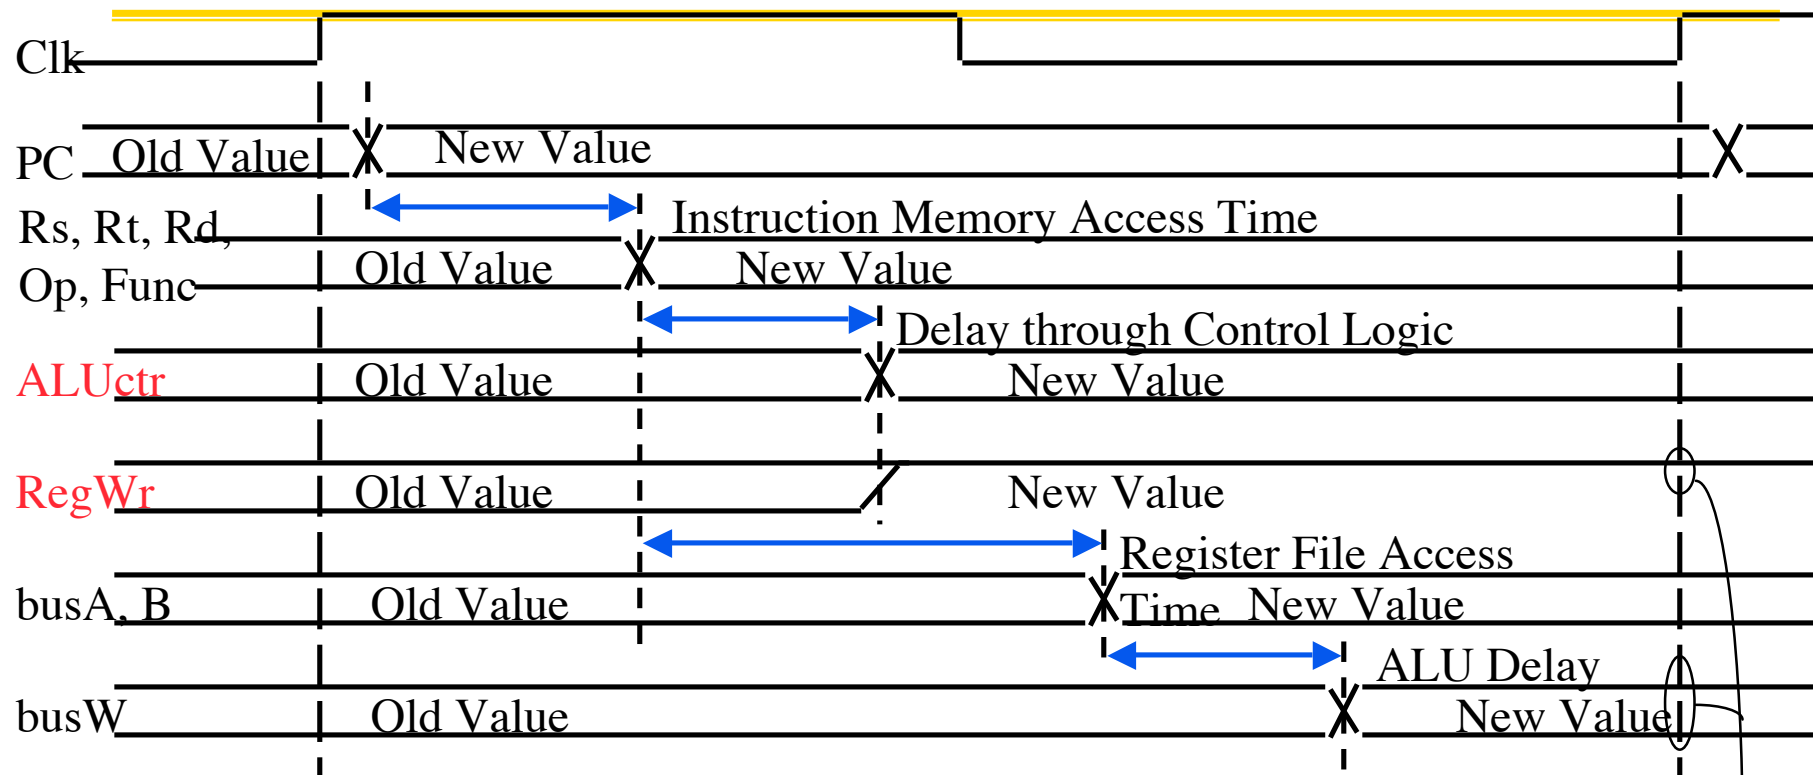 Clk
PC Old Value New Value
Rs, Rt, Rd, Instruction Memory Access Time
Op, Func Old Value New Value
Delay through Control Logic
ALUctr Old Value New Value
RegWr Old Value New Value
Register File Access
busA, B Old Value Time New Value
ALU Delay
busW Old Value New Value